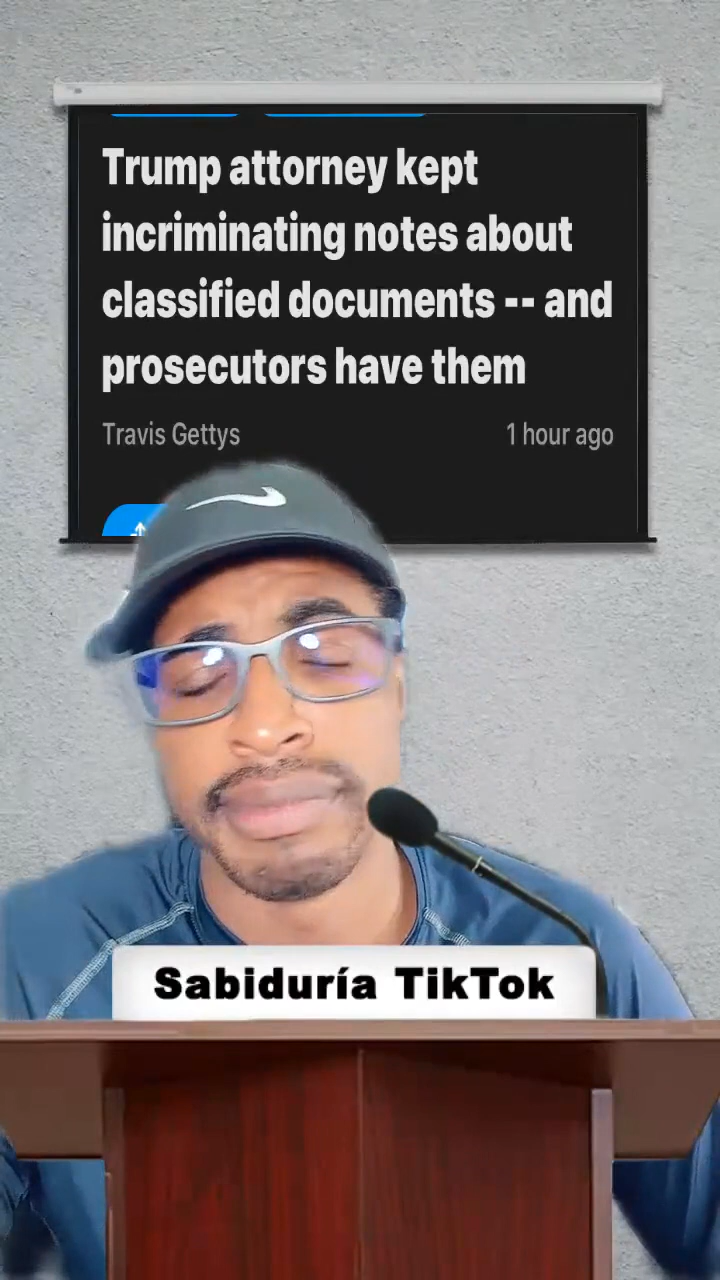 Trump attorney kept
incriminating notes about
classified documents -- and
prosecutors have them
Travis Gettys
1 hour ago
Sabiduría TikTok